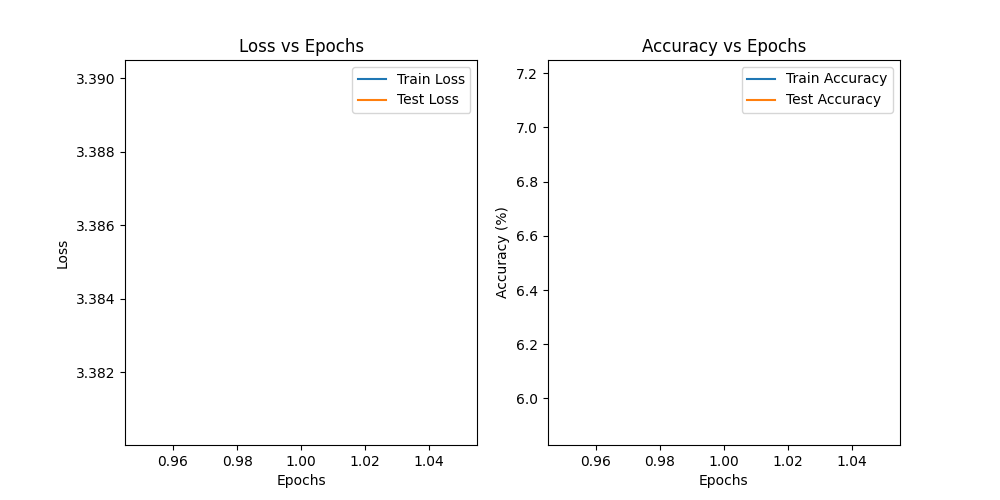 Loss vs Epochs
3.390
3.388
3.386
3.384
3.382
Loss
Train Loss
Test Loss
0.96 0.98 1.00 1.02 1.04
Epochs
Accuracy vs Epochs
7.2
7.0
6.8
6.6
6.4
6.2
6.0
Accuracy (%)
Train Accuracy
Test Accuracy
0.96 0.98 1.00 1.02 1.04
Epochs